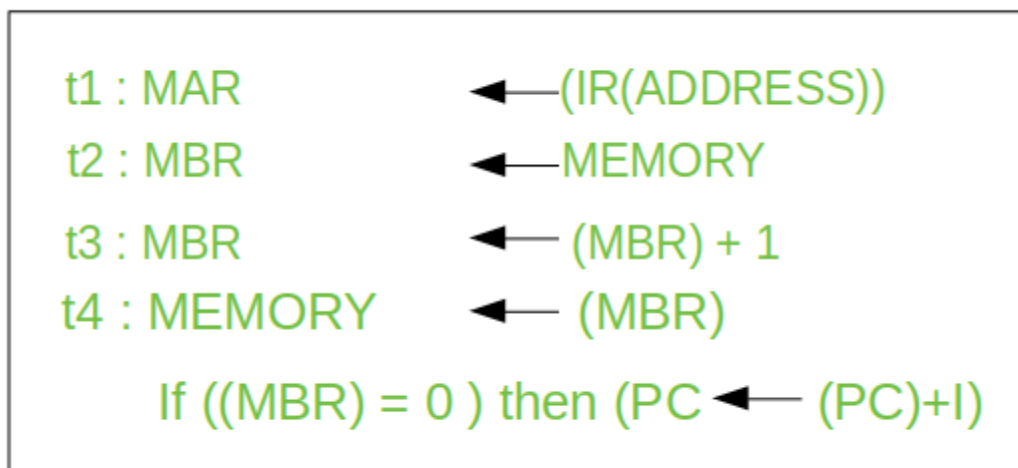 t1 : MAR ← (IR(ADDRESS))
t2 : MBR ← MEMORY
t3 : MBR ← (MBR) + 1
t4 : MEMORY ← (MBR)
If ((MBR) = 0 ) then (PC ← (PC)+I)